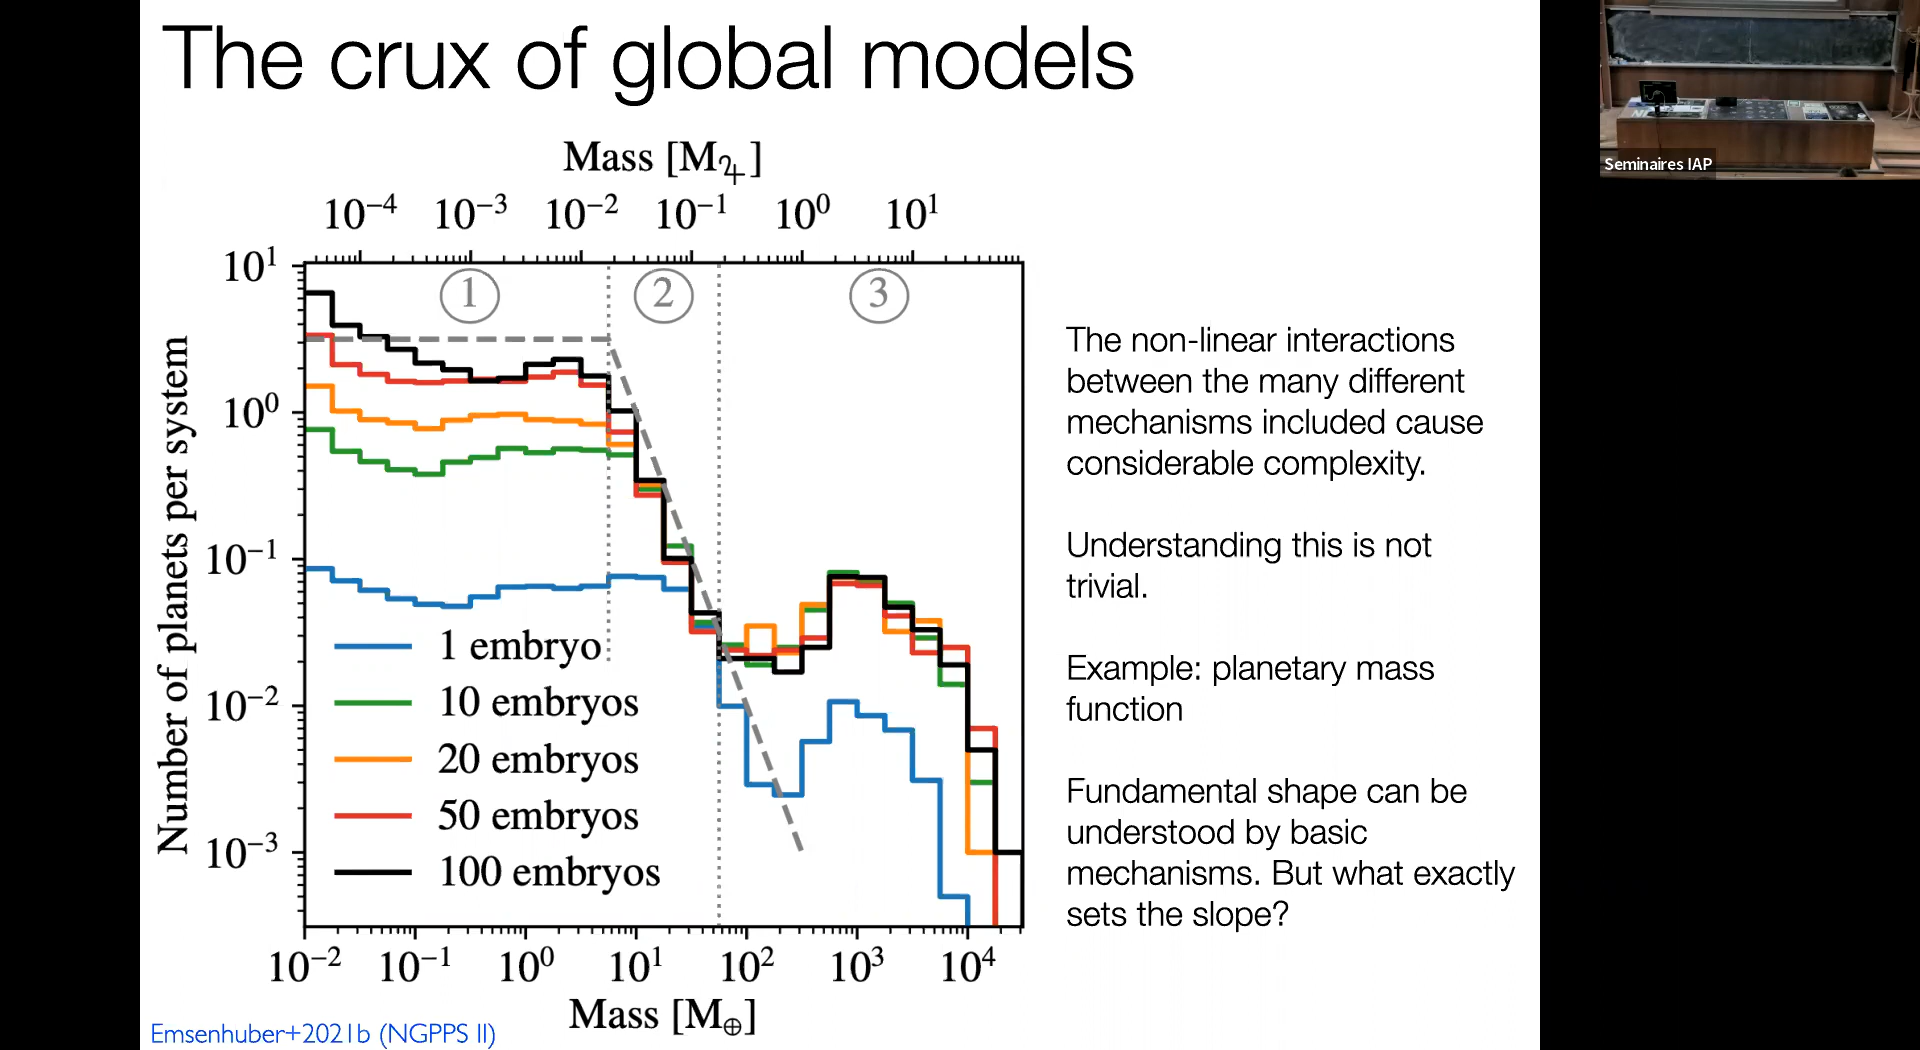 The crux of global models
Mass [M♃]
10⁻⁴ 10⁻³ 10⁻² 10⁻¹ 10⁰ 10¹
10¹
10⁰
10⁻¹
10⁻²
10⁻³
Number of planets per system
1 2 3
1 embryo
10 embryos
20 embryos
50 embryos
100 embryos
10⁻² 10⁻¹ 10⁰ 10¹ 10² 10³ 10⁴
Mass [M⊕]
Emsenhuber+2021b (NGPPS II)
The non-linear interactions
between the many different
mechanisms included cause
considerable complexity.
Understanding this is not
trivial.
Example: planetary mass
function
Fundamental shape can be
understood by basic
mechanisms. But what exactly
sets the slope?
Seminaires IAP